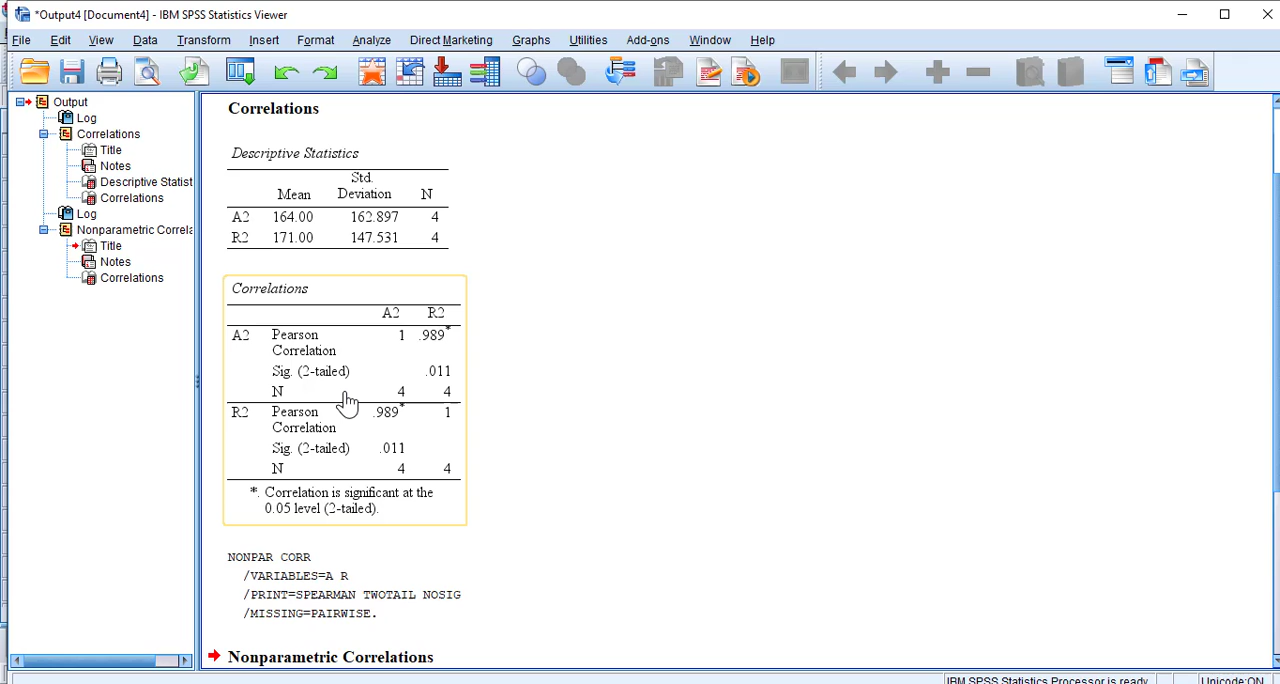 *Output4 [Document4] - IBM SPSS Statistics Viewer
File Edit View Data Transform Insert Format Analyze Direct Marketing Graphs Utilities Add-ons Window Help
Output
Log
Correlations
Title
Notes
Descriptive Statist
Correlations
Log
Nonparametric Correla
Title
Notes
Correlations
Correlations
Descriptive Statistics
Mean Std. Deviation N
A2 164.00 162.897 4
R2 171.00 147.531 4
Correlations
A2 R2
A2 Pearson Correlation 1 .989*
Sig. (2-tailed) .011
N 4 4
R2 Pearson Correlation .989* 1
Sig. (2-tailed) .011
N 4 4
*. Correlation is significant at the
0.05 level (2-tailed).
NONPAR CORR
/VARIABLES=A R
/PRINT=SPEARMAN TWOTAIL NOSIG
/MISSING=PAIRWISE.
Nonparametric Correlations
IBM SPSS Statistics Processor is ready Unicode:ON